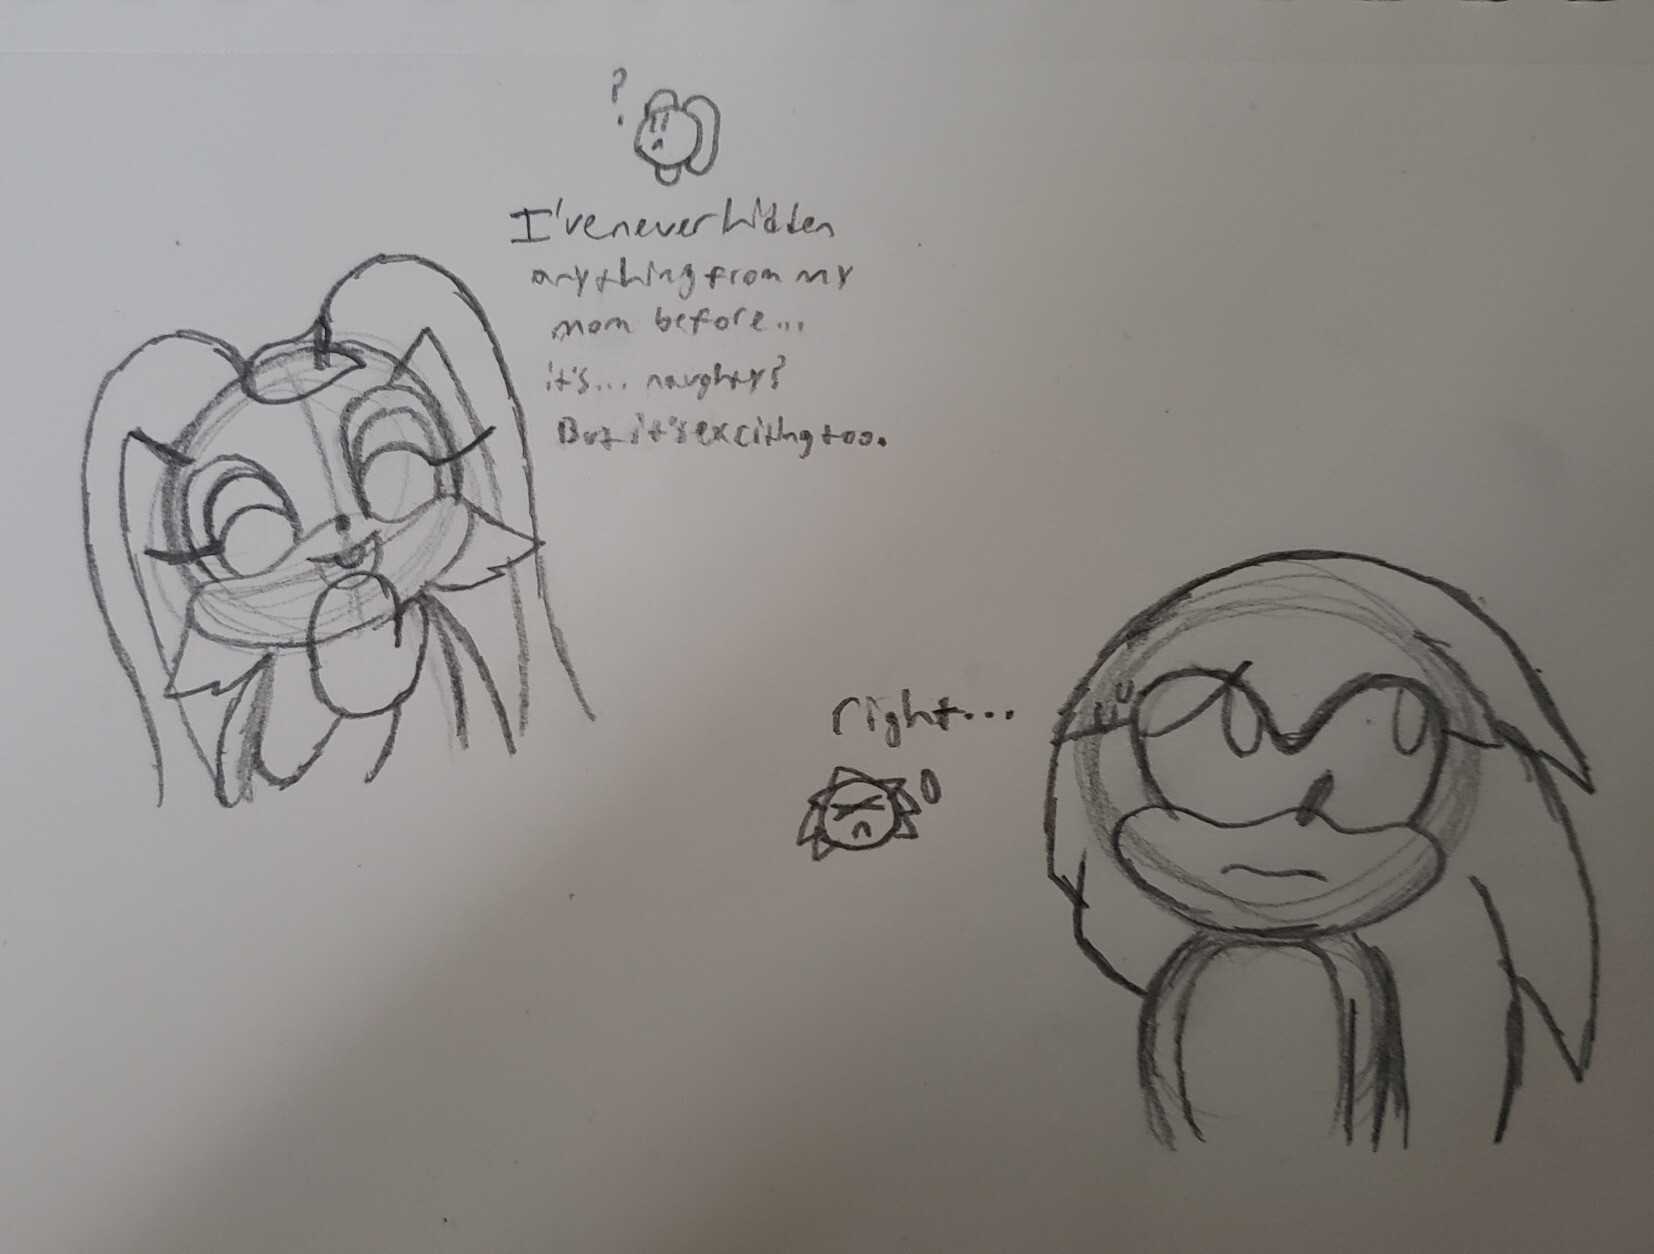 ?
I've never hidden
anything from my
mom before...
it's... naughty?
But it's exciting too.
right...